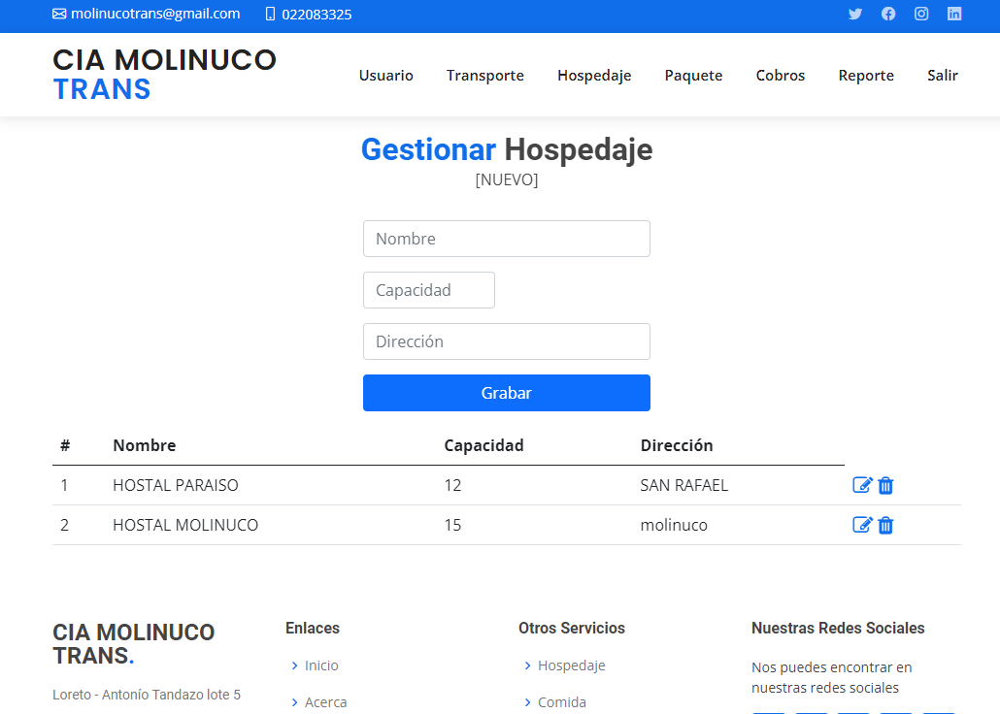 molinucotrans@gmail.com 022083325
CIA MOLINUCO
TRANS
Usuario Transporte Hospedaje Paquete Cobros Reporte Salir
Gestionar Hospedaje
[NUEVO]
Nombre
Capacidad
Dirección
Grabar
# Nombre Capacidad Dirección
1 HOSTAL PARAISO 12 SAN RAFAEL
2 HOSTAL MOLINUCO 15 molinuco
CIA MOLINUCO
TRANS.
Loreto - Antonío Tandazo lote 5
Enlaces
Inicio
Acerca
Otros Servicios
Hospedaje
Comida
Nuestras Redes Sociales
Nos puedes encontrar en
nuestras redes sociales